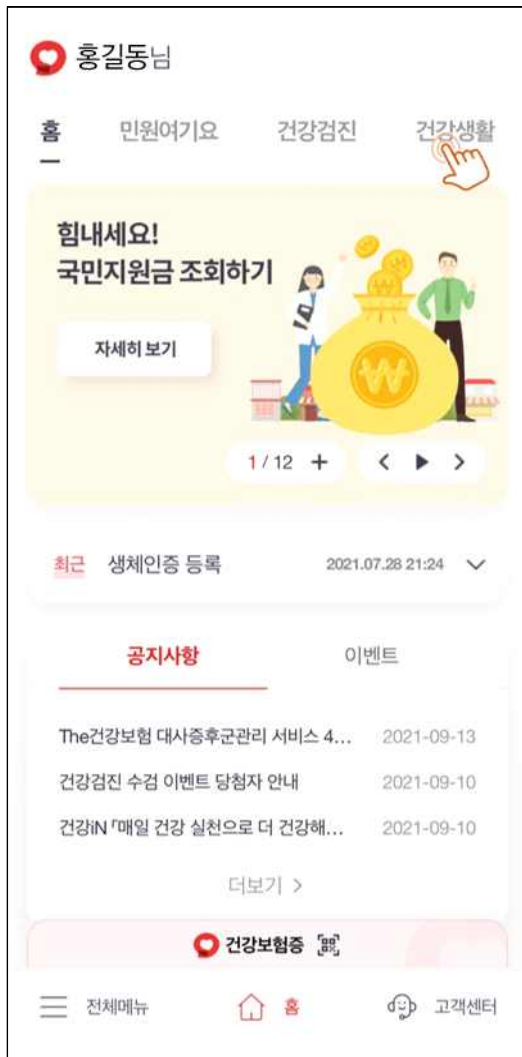 홍길동님
홈 민원여기요 건강검진 건강생활
힘내세요!
국민지원금 조회하기
자세히 보기
1 / 12 +
최근 생체인증 등록 2021.07.28 21:24
공지사항 이벤트
The건강보험 대사증후군관리 서비스 4... 2021-09-13
건강검진 수검 이벤트 당첨자 안내 2021-09-10
건강iN 「매일 건강 실천으로 더 건강해... 2021-09-10
더보기 >
건강보험증
전체메뉴 홈 고객센터